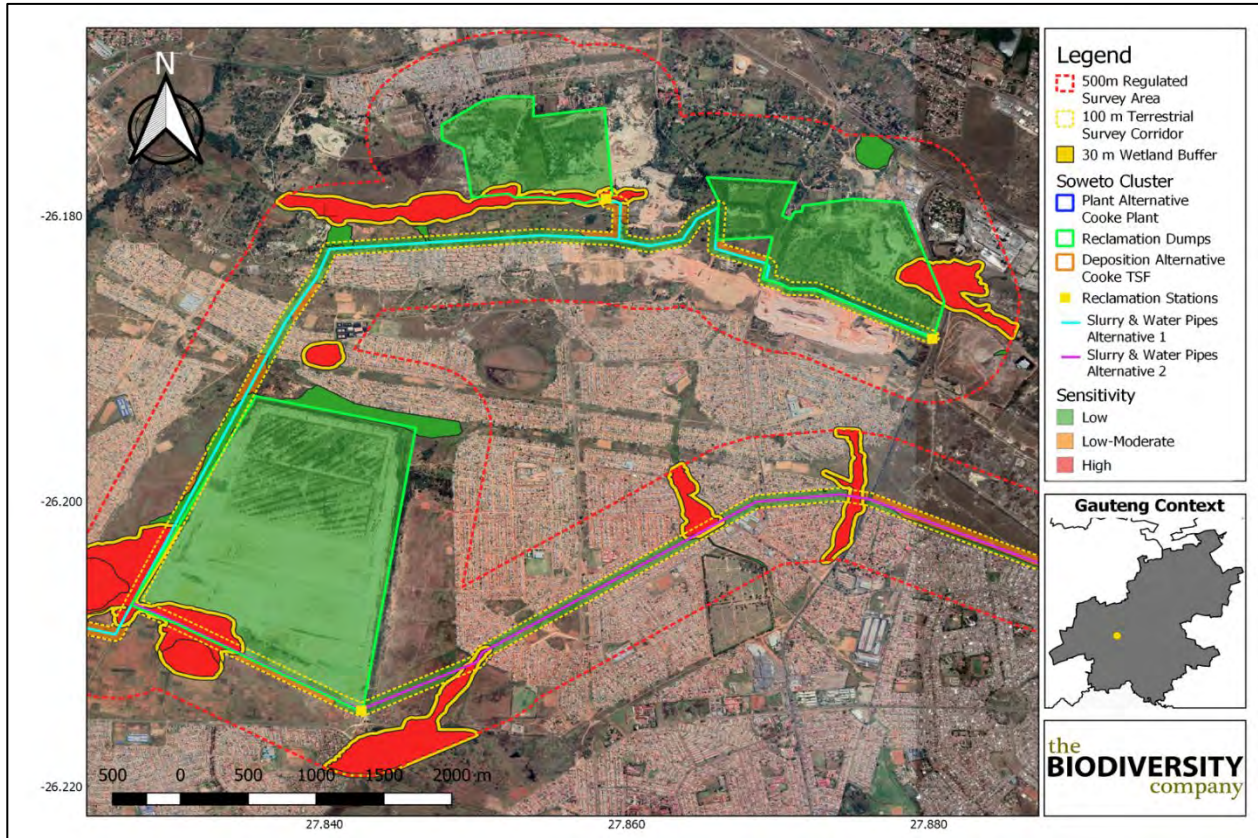 N
-26.180
-26.200
-26.220
500 0 500 1000 1500 2000 m
27.840 27.860 27.880
Legend
500m Regulated
Survey Area
100 m Terrestrial
Survey Corridor
30 m Wetland Buffer
Soweto Cluster
Plant Alternative
Cooke Plant
Reclamation Dumps
Deposition Alternative
Cooke TSF
Reclamation Stations
Slurry & Water Pipes
Alternative 1
Slurry & Water Pipes
Alternative 2
Sensitivity
Low
Low-Moderate
High
Gauteng Context
the
BIODIVERSITY
company